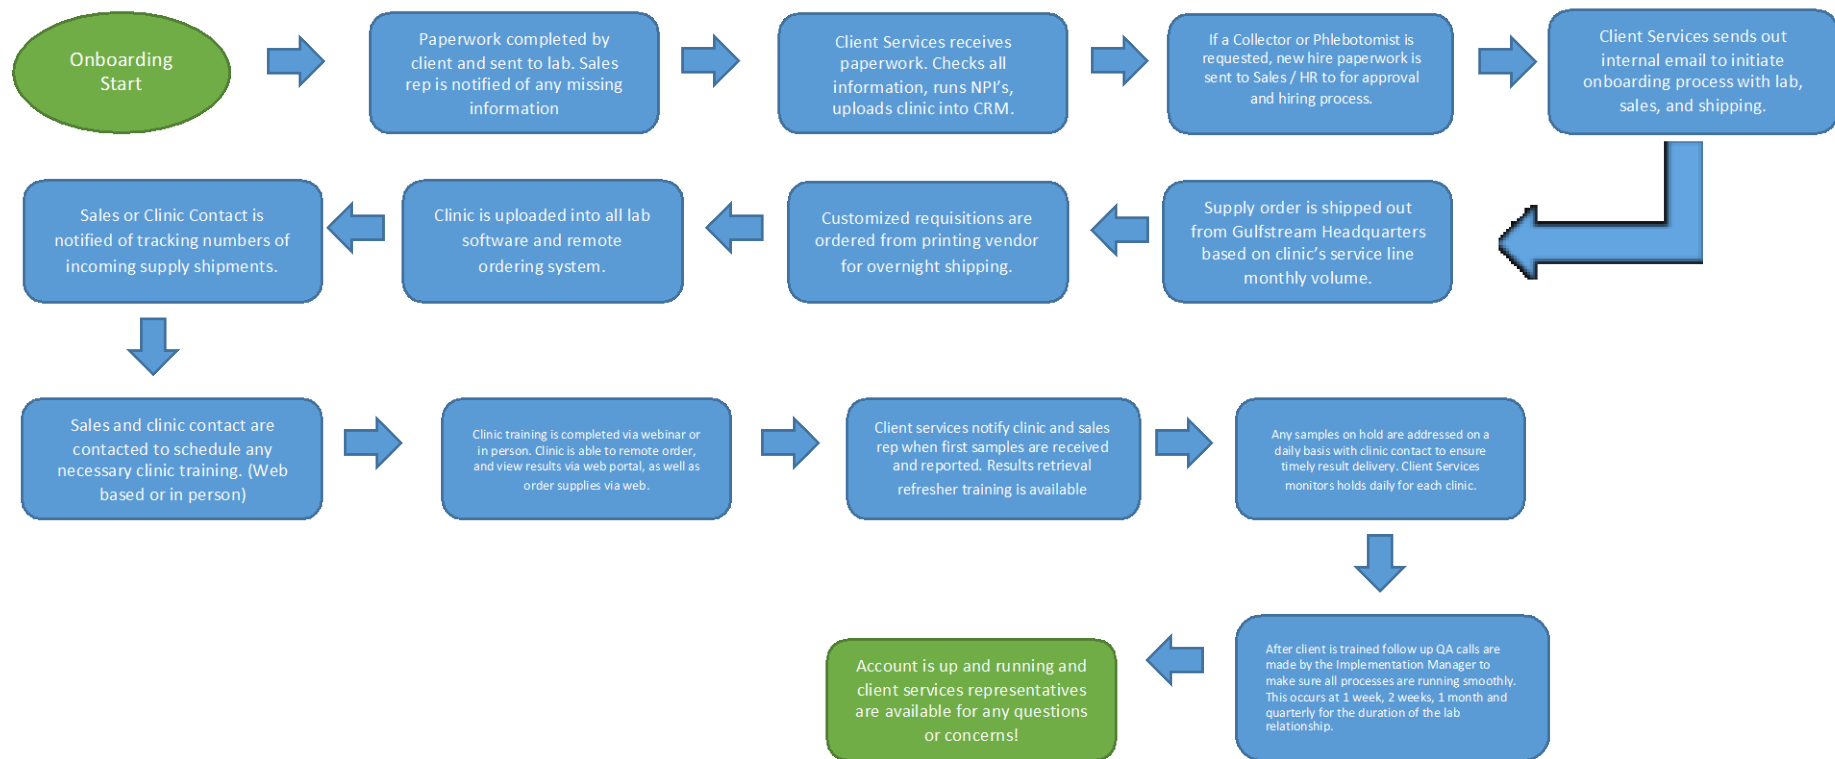 Onboarding
Start
Paperwork completed by
client and sent to lab. Sales
rep is notified of any missing
information
Client Services receives
paperwork. Checks all
information, runs NPI's,
uploads clinic into CRM.
If a Collector or Phlebotomist is
requested, new hire paperwork is
sent to Sales / HR to for approval
and hiring process.
Client Services sends out
internal email to initiate
onboarding process with lab,
sales, and shipping.
Supply order is shipped out
from Gulfstream Headquarters
based on clinic's service line
monthly volume.
Customized requisitions are
ordered from printing vendor
for overnight shipping.
Clinic is uploaded into all lab
software and remote
ordering system.
Sales or Clinic Contact is
notified of tracking numbers of
incoming supply shipments.
Sales and clinic contact are
contacted to schedule any
necessary clinic training. (Web
based or in person)
Clinic training is completed via webinar or
in person. Clinic is able to remote order,
and view results via web portal, as well as
order supplies via web.
Client services notify clinic and sales
rep when first samples are received
and reported. Results retrieval
refresher training is available
Any samples on hold are addressed on a
daily basis with clinic contact to ensure
timely result delivery. Client Services
monitors holds daily for each clinic.
After client is trained follow up QA calls are
made by the Implementation Manager to
make sure all processes are running smoothly.
This occurs at 1 week, 2 weeks, 1 month and
quarterly for the duration of the lab
relationship.
Account is up and running and
client services representatives
are available for any questions
or concerns!